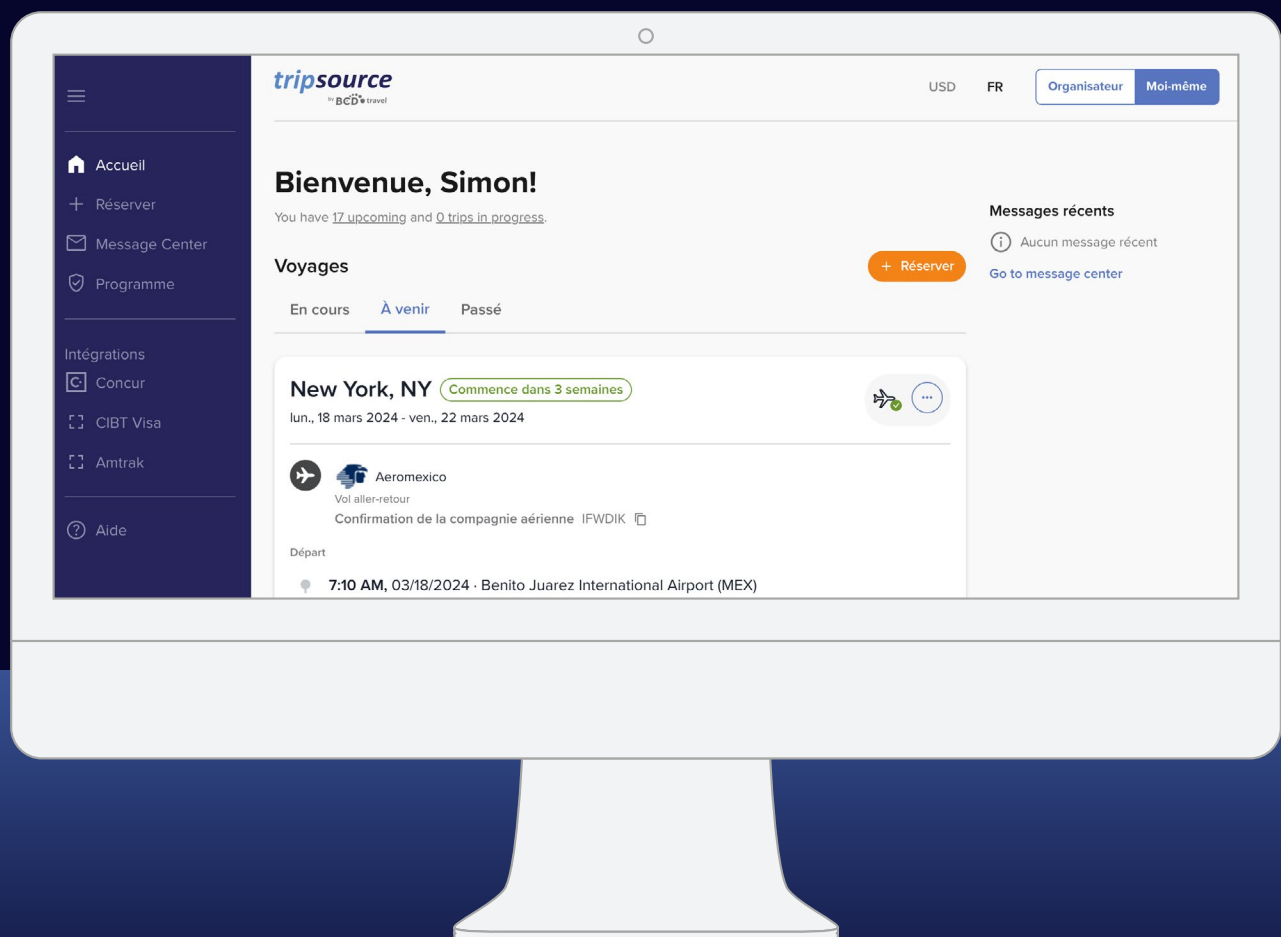 Accueil
Réserver
Message Center
Programme
Intégrations
Concur
CIBT Visa
Amtrak
Aide
tripsource
by BCD travel
USD FR Organisateur Moi-même
Bienvenue, Simon!
You have 17 upcoming and 0 trips in progress.
Voyages
+ Réserver
En cours À venir Passé
New York, NY Commence dans 3 semaines
lun., 18 mars 2024 - ven., 22 mars 2024
Aeromexico
Vol aller-retour
Confirmation de la compagnie aérienne IFWDIK
Départ
7:10 AM, 03/18/2024 · Benito Juarez International Airport (MEX)
Messages récents
Aucun message récent
Go to message center